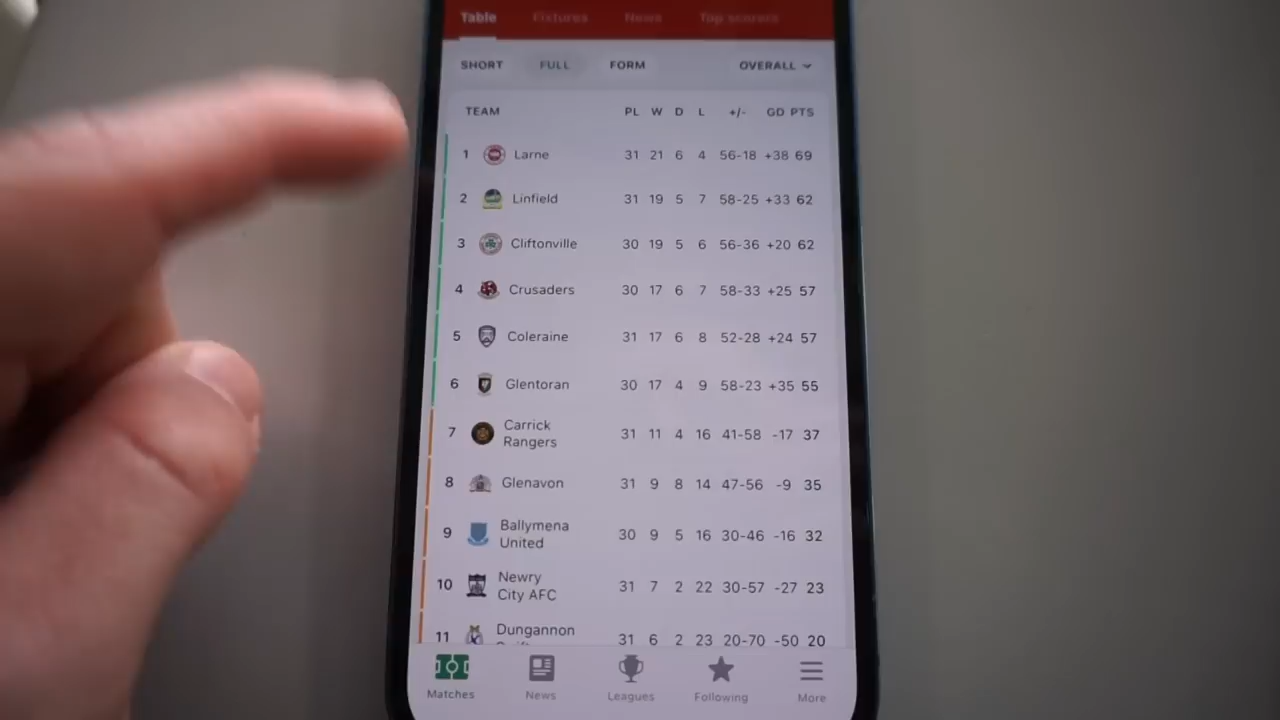 Table Fixtures News Top scorers
SHORT FULL FORM OVERALL
TEAM PL W D L +/- GD PTS
1 Larne 31 21 6 4 56-18 +38 69
2 Linfield 31 19 5 7 58-25 +33 62
3 Cliftonville 30 19 5 6 56-36 +20 62
4 Crusaders 30 17 6 7 58-33 +25 57
5 Coleraine 31 17 6 8 52-28 +24 57
6 Glentoran 30 17 4 9 58-23 +35 55
7 Carrick
Rangers 31 11 4 16 41-58 -17 37
8 Glenavon 31 9 8 14 47-56 -9 35
9 Ballymena
United 30 9 5 16 30-46 -16 32
10 Newry
City AFC 31 7 2 22 30-57 -27 23
11 Dungannon 31 6 2 23 20-70 -50 20
Matches News Leagues Following More